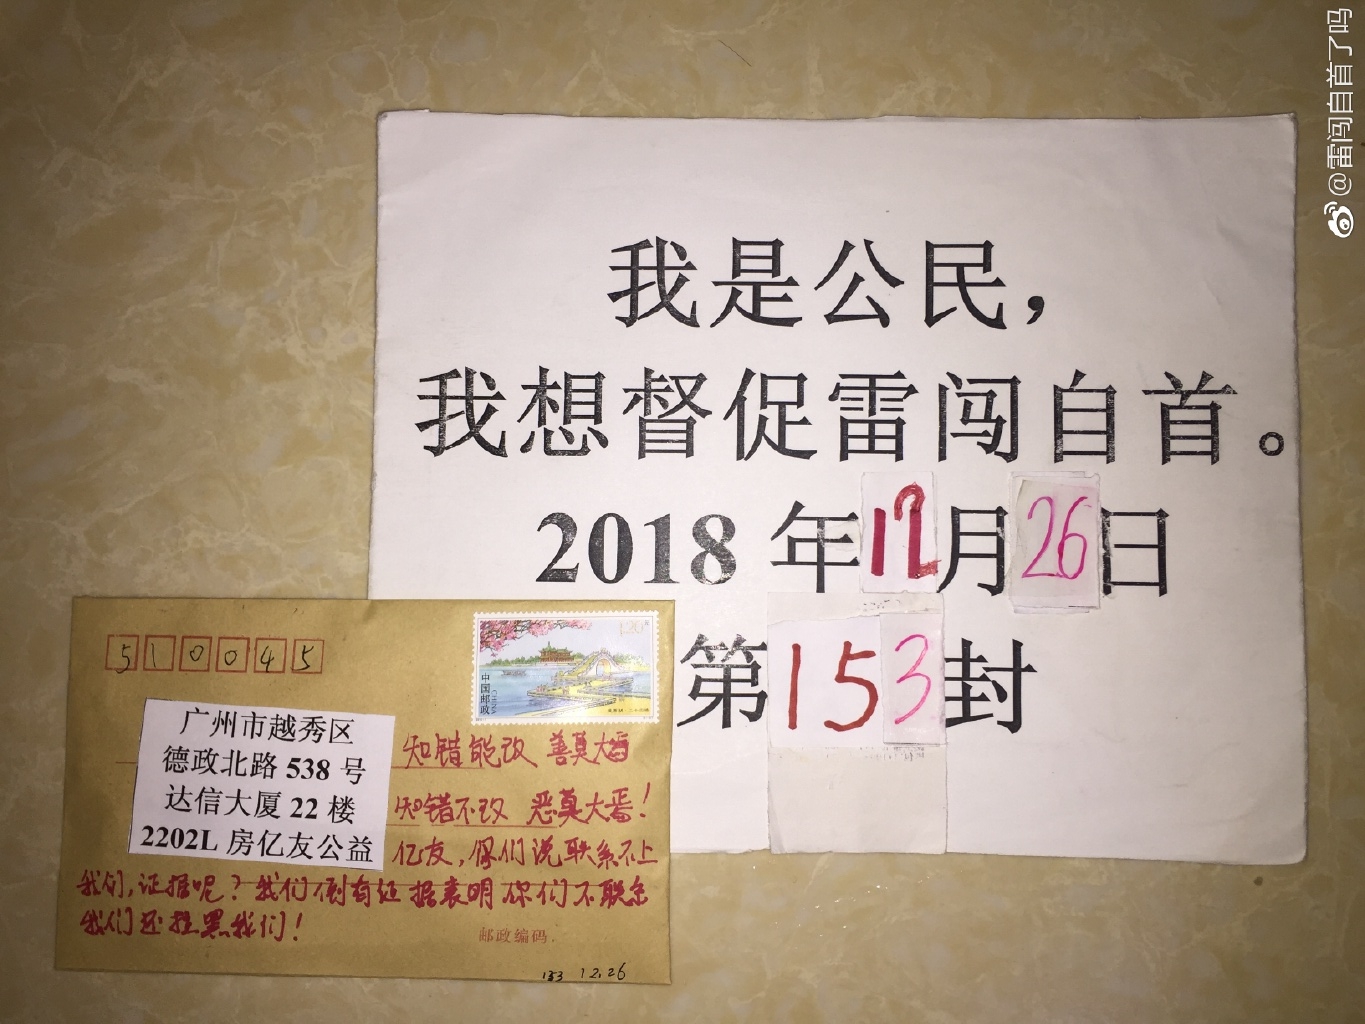 @雷闯自首了吗
我是公民，
我想督促雷闯自首。
2018 年12月26日
第153封
510045
1.20元
中国邮政
CHINA
广州市越秀区
德政北路 538 号
达信大厦 22 楼
2202L 房亿友公益
知错能改 善莫大焉
知错不改 恶莫大焉！
亿友，你们说联系不上
我们，证据呢？我们倒有证据表明你们不联系
我们还拉黑我们！
邮政编码
153 12.26